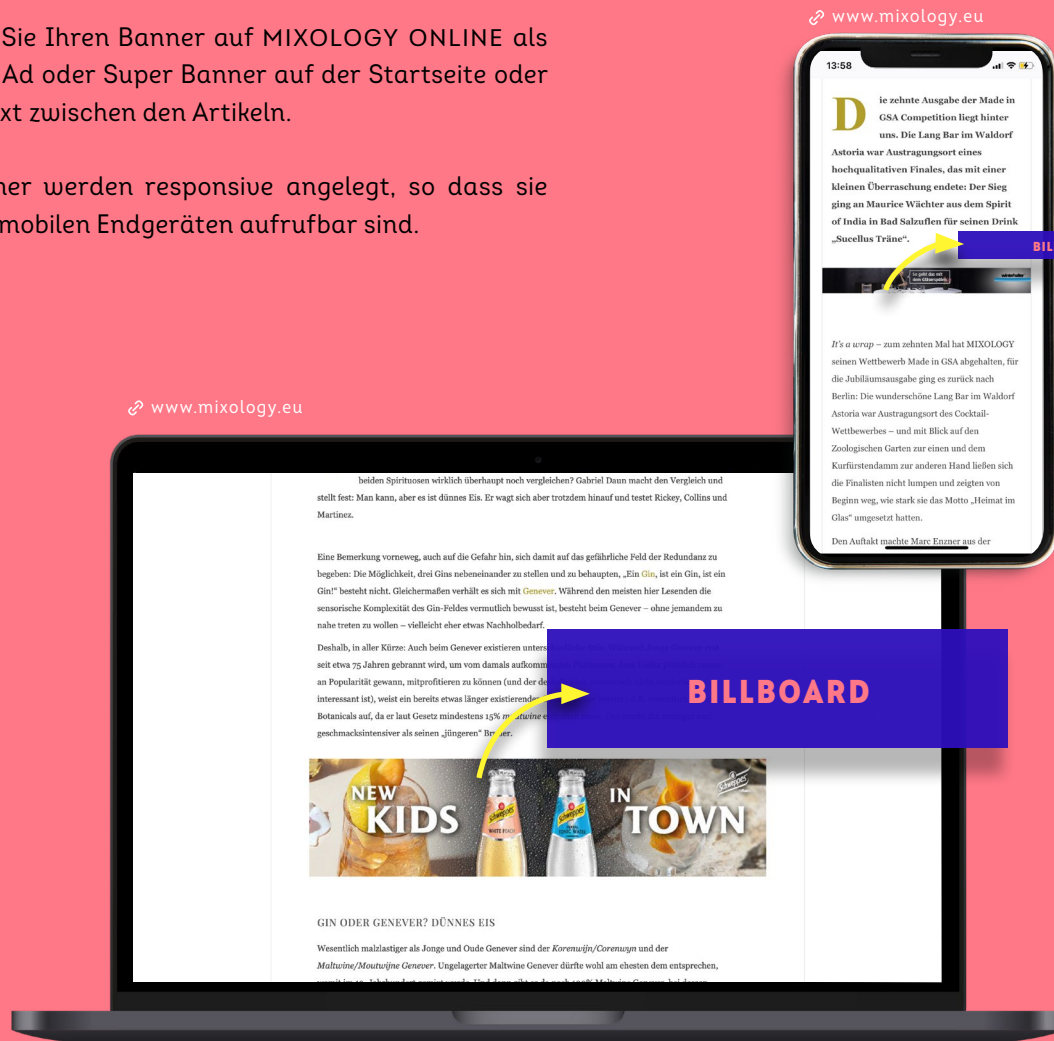 Sie Ihren Banner auf MIXOLOGY ONLINE als
Ad oder Super Banner auf der Startseite oder
xt zwischen den Artikeln.
ner werden responsive angelegt, so dass sie
mobilen Endgeräten aufrufbar sind.
www.mixology.eu
13:58
Die zehnte Ausgabe der Made in
GSA Competition liegt hinter
uns. Die Lang Bar im Waldorf
Astoria war Austragungsort eines
hochqualitativen Finales, das mit einer
kleinen Überraschung endete: Der Sieg
ging an Maurice Wächter aus dem Spirit
of India in Bad Salzuflen für seinen Drink
„Sucellus Träne“.
BIL
So geht das mit
dem Gläserspülen.
winterhalter
It's a wrap – zum zehnten Mal hat MIXOLOGY
seinen Wettbewerb Made in GSA abgehalten, für
die Jubiläumsausgabe ging es zurück nach
Berlin: Die wunderschöne Lang Bar im Waldorf
Astoria war Austragungsort des Cocktail-
Wettbewerbes – und mit Blick auf den
Zoologischen Garten zur einen und dem
Kurfürstendamm zur anderen Hand ließen sich
die Finalisten nicht lumpen und zeigten von
Beginn weg, wie stark sie das Motto „Heimat im
Glas“ umgesetzt hatten.
Den Auftakt machte Marc Enzner aus der
www.mixology.eu
beiden Spirituosen wirklich überhaupt noch vergleichen? Gabriel Daun macht den Vergleich und
stellt fest: Man kann, aber es ist dünnes Eis. Er wagt sich aber trotzdem hinauf und testet Rickey, Collins und
Martinez.
Eine Bemerkung vorneweg, auch auf die Gefahr hin, sich damit auf das gefährliche Feld der Redundanz zu
begeben: Die Möglichkeit, drei Gins nebeneinander zu stellen und zu behaupten, „Ein Gin, ist ein Gin, ist ein
Gin!“ besteht nicht. Gleichermaßen verhält es sich mit Genever. Während den meisten hier Lesenden die
sensorische Komplexität des Gin-Feldes vermutlich bewusst ist, besteht beim Genever – ohne jemandem zu
nahe treten zu wollen – vielleicht eher etwas Nachholbedarf.
Deshalb, in aller Kürze: Auch beim Genever existieren unters
seit etwa 75 Jahren gebrannt wird, um vom damals aufkomm
an Popularität gewann, mitprofitieren zu können (und der de
interessant ist), weist ein bereits etwas länger existierende
Botanicals auf, da er laut Gesetz mindestens 15%
geschmacksintensiver als seinen „jüngeren“
BILLBOARD
NEW KIDS IN TOWN
Schweppes
WHITE PEACH
TONIC WATER
GIN ODER GENEVER? DÜNNES EIS
Wesentlich malzlastiger als Jonge und Oude Genever sind der Korenwijn/Corenwyn und der
Maltwine/Moutwijne Genever. Ungelagerter Maltwine Genever dürfte wohl am ehesten dem entsprechen,